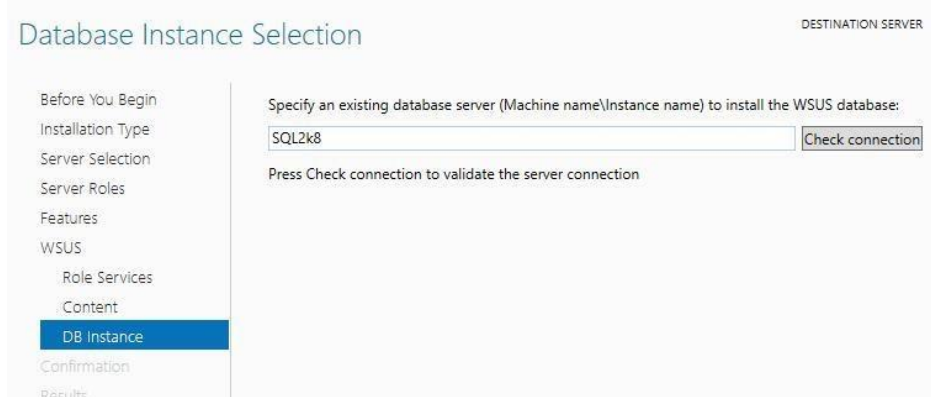 Database Instance Selection
DESTINATION SERVER
Before You Begin
Installation Type
Server Selection
Server Roles
Features
WSUS
Role Services
Content
DB Instance
Confirmation
Results
Specify an existing database server (Machine name\Instance name) to install the WSUS database:
SQL2k8
Check connection
Press Check connection to validate the server connection